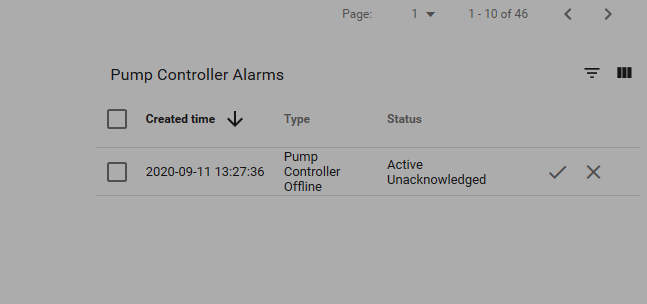 Page: 1 1 - 10 of 46
Pump Controller Alarms
Created time Type Status
2020-09-11 13:27:36 Pump Controller Offline Active Unacknowledged